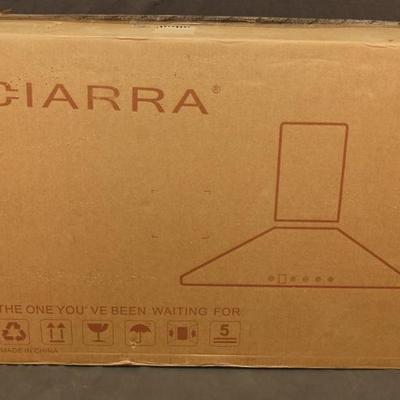 CIARRA®
THE ONE YOU' VE BEEN WAITING FOR
5
MADE IN CHINA